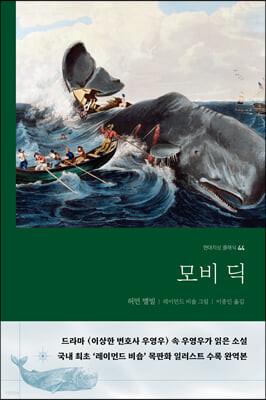 현대지성 클래식 44
모비 딕
허먼 멜빌 | 레이먼드 비숍 그림 | 이종인 옮김
드라마 〈이상한 변호사 우영우〉 속 우영우가 읽은 소설
국내 최초 ‘레이먼드 비숍’ 목판화 일러스트 수록 완역본